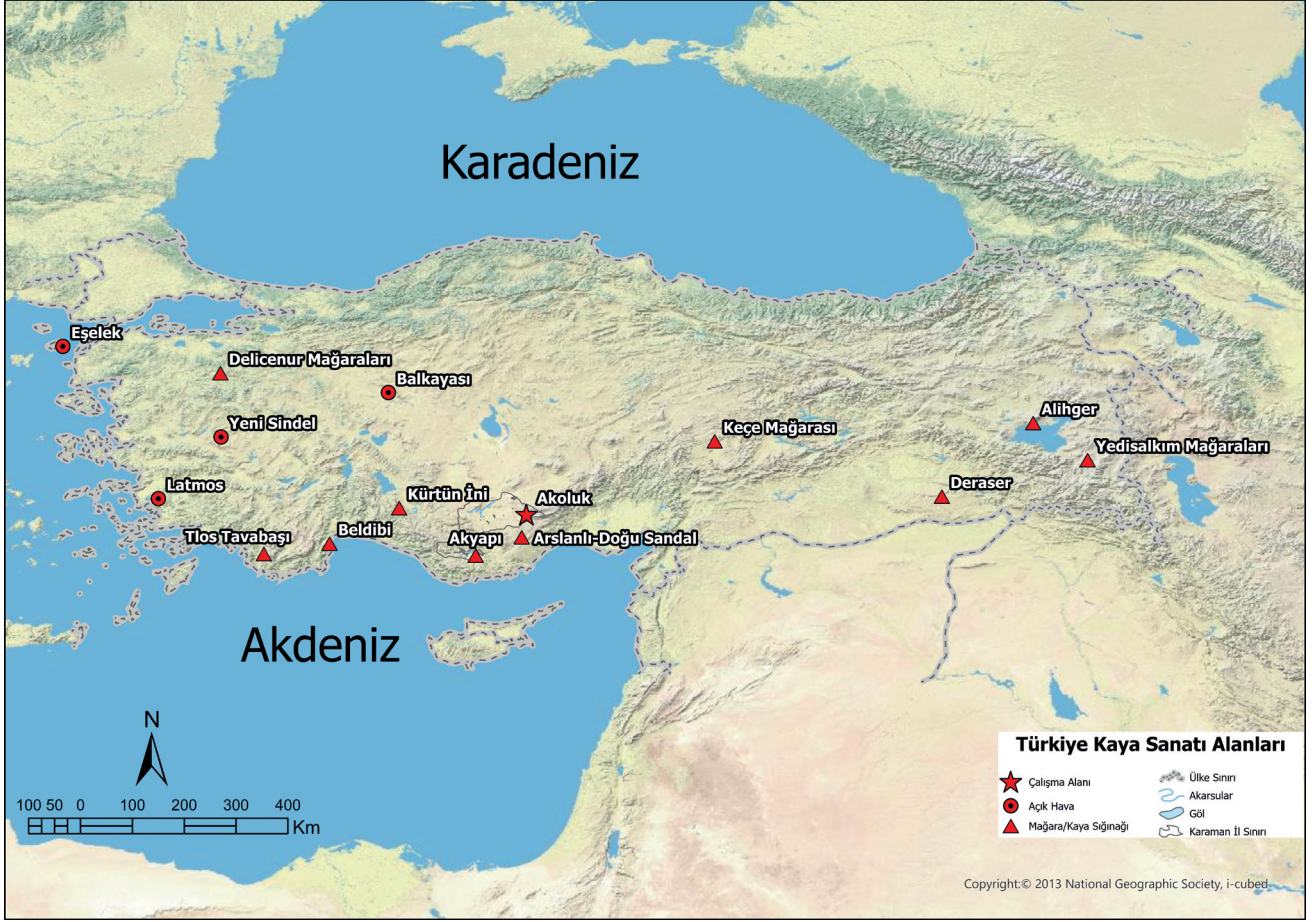 Karadeniz
Eşelek
Delicenur Mağaraları
Balkayası
Yeni Sindel
Keçe Mağarası
Alihger
Yedisalkım Mağaraları
Latmos
Kürtün İni
Akoluk
Deraser
Tlos Tavabaşı
Beldibi
Akyapı
Arslanlı-Doğu Sandal
Akdeniz
N
100 50 0 100 200 300 400
Km
Türkiye Kaya Sanatı Alanları
Çalışma Alanı
Açık Hava
Mağara/Kaya Sığınağı
Ülke Sınırı
Akarsular
Göl
Karaman İl Sınırı
Copyright:© 2013 National Geographic Society, i-cubed